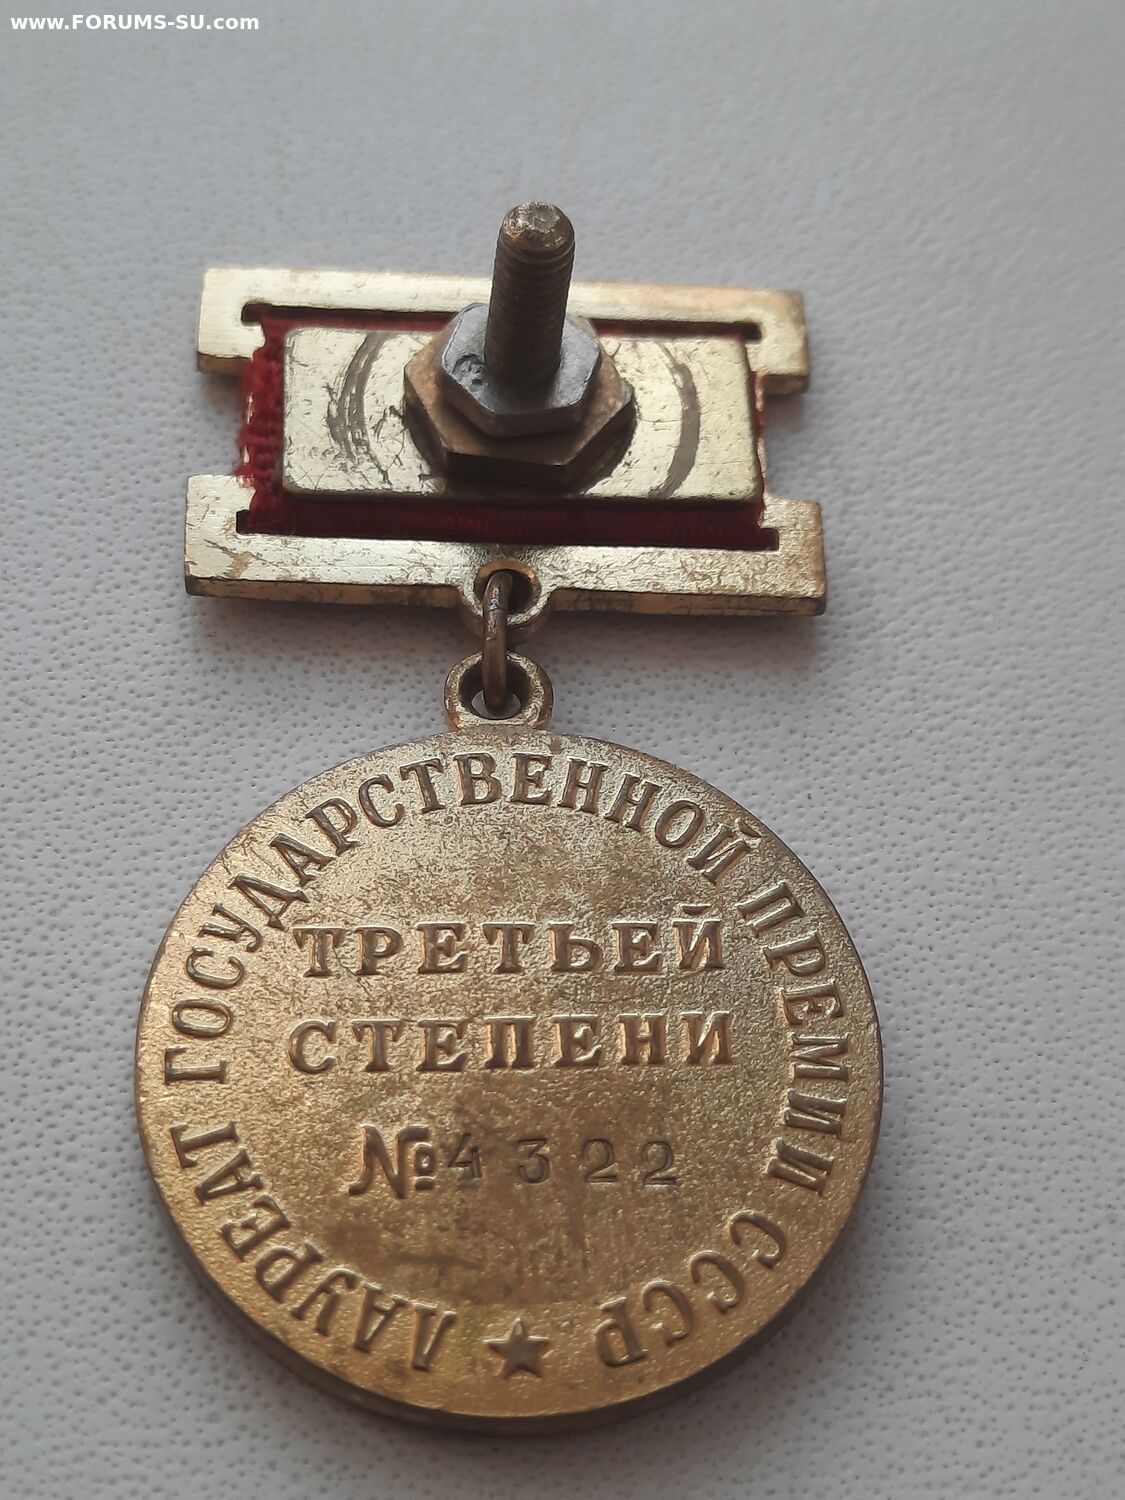 www.FORUMS-SU.com
ЛАУРЕАТ ГОСУДАРСТВЕННОЙ ПРЕМИИ СССР
ТРЕТЬЕЙ
СТЕПЕНИ
№4322